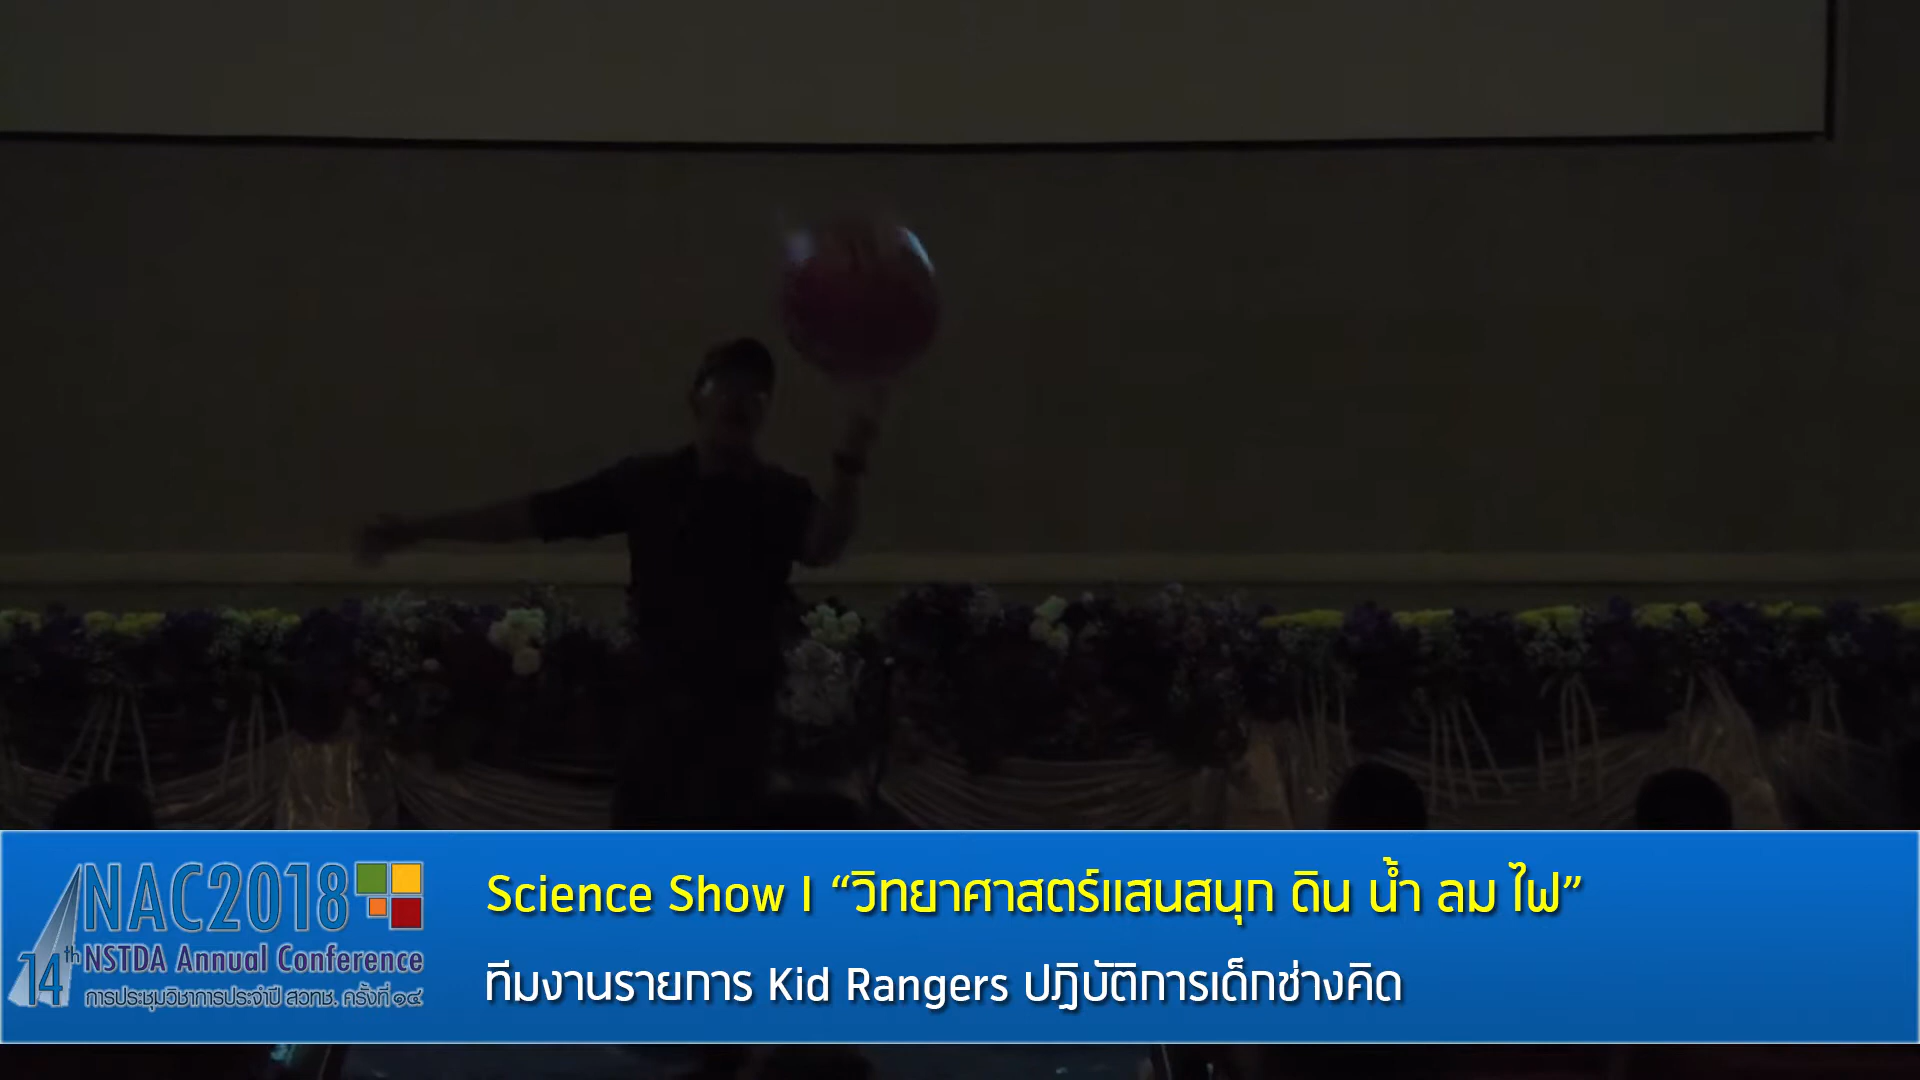 NAC2018
14th NSTDA Annual Conference
การประชุมวิชาการประจำปี สวทช. ครั้งที่ ๑๔
Science Show I “วิทยาศาสตร์แสนสนุก ดิน น้ำ ลม ไฟ”
ทีมงานรายการ Kid Rangers ปฏิบัติการเด็กช่างคิด